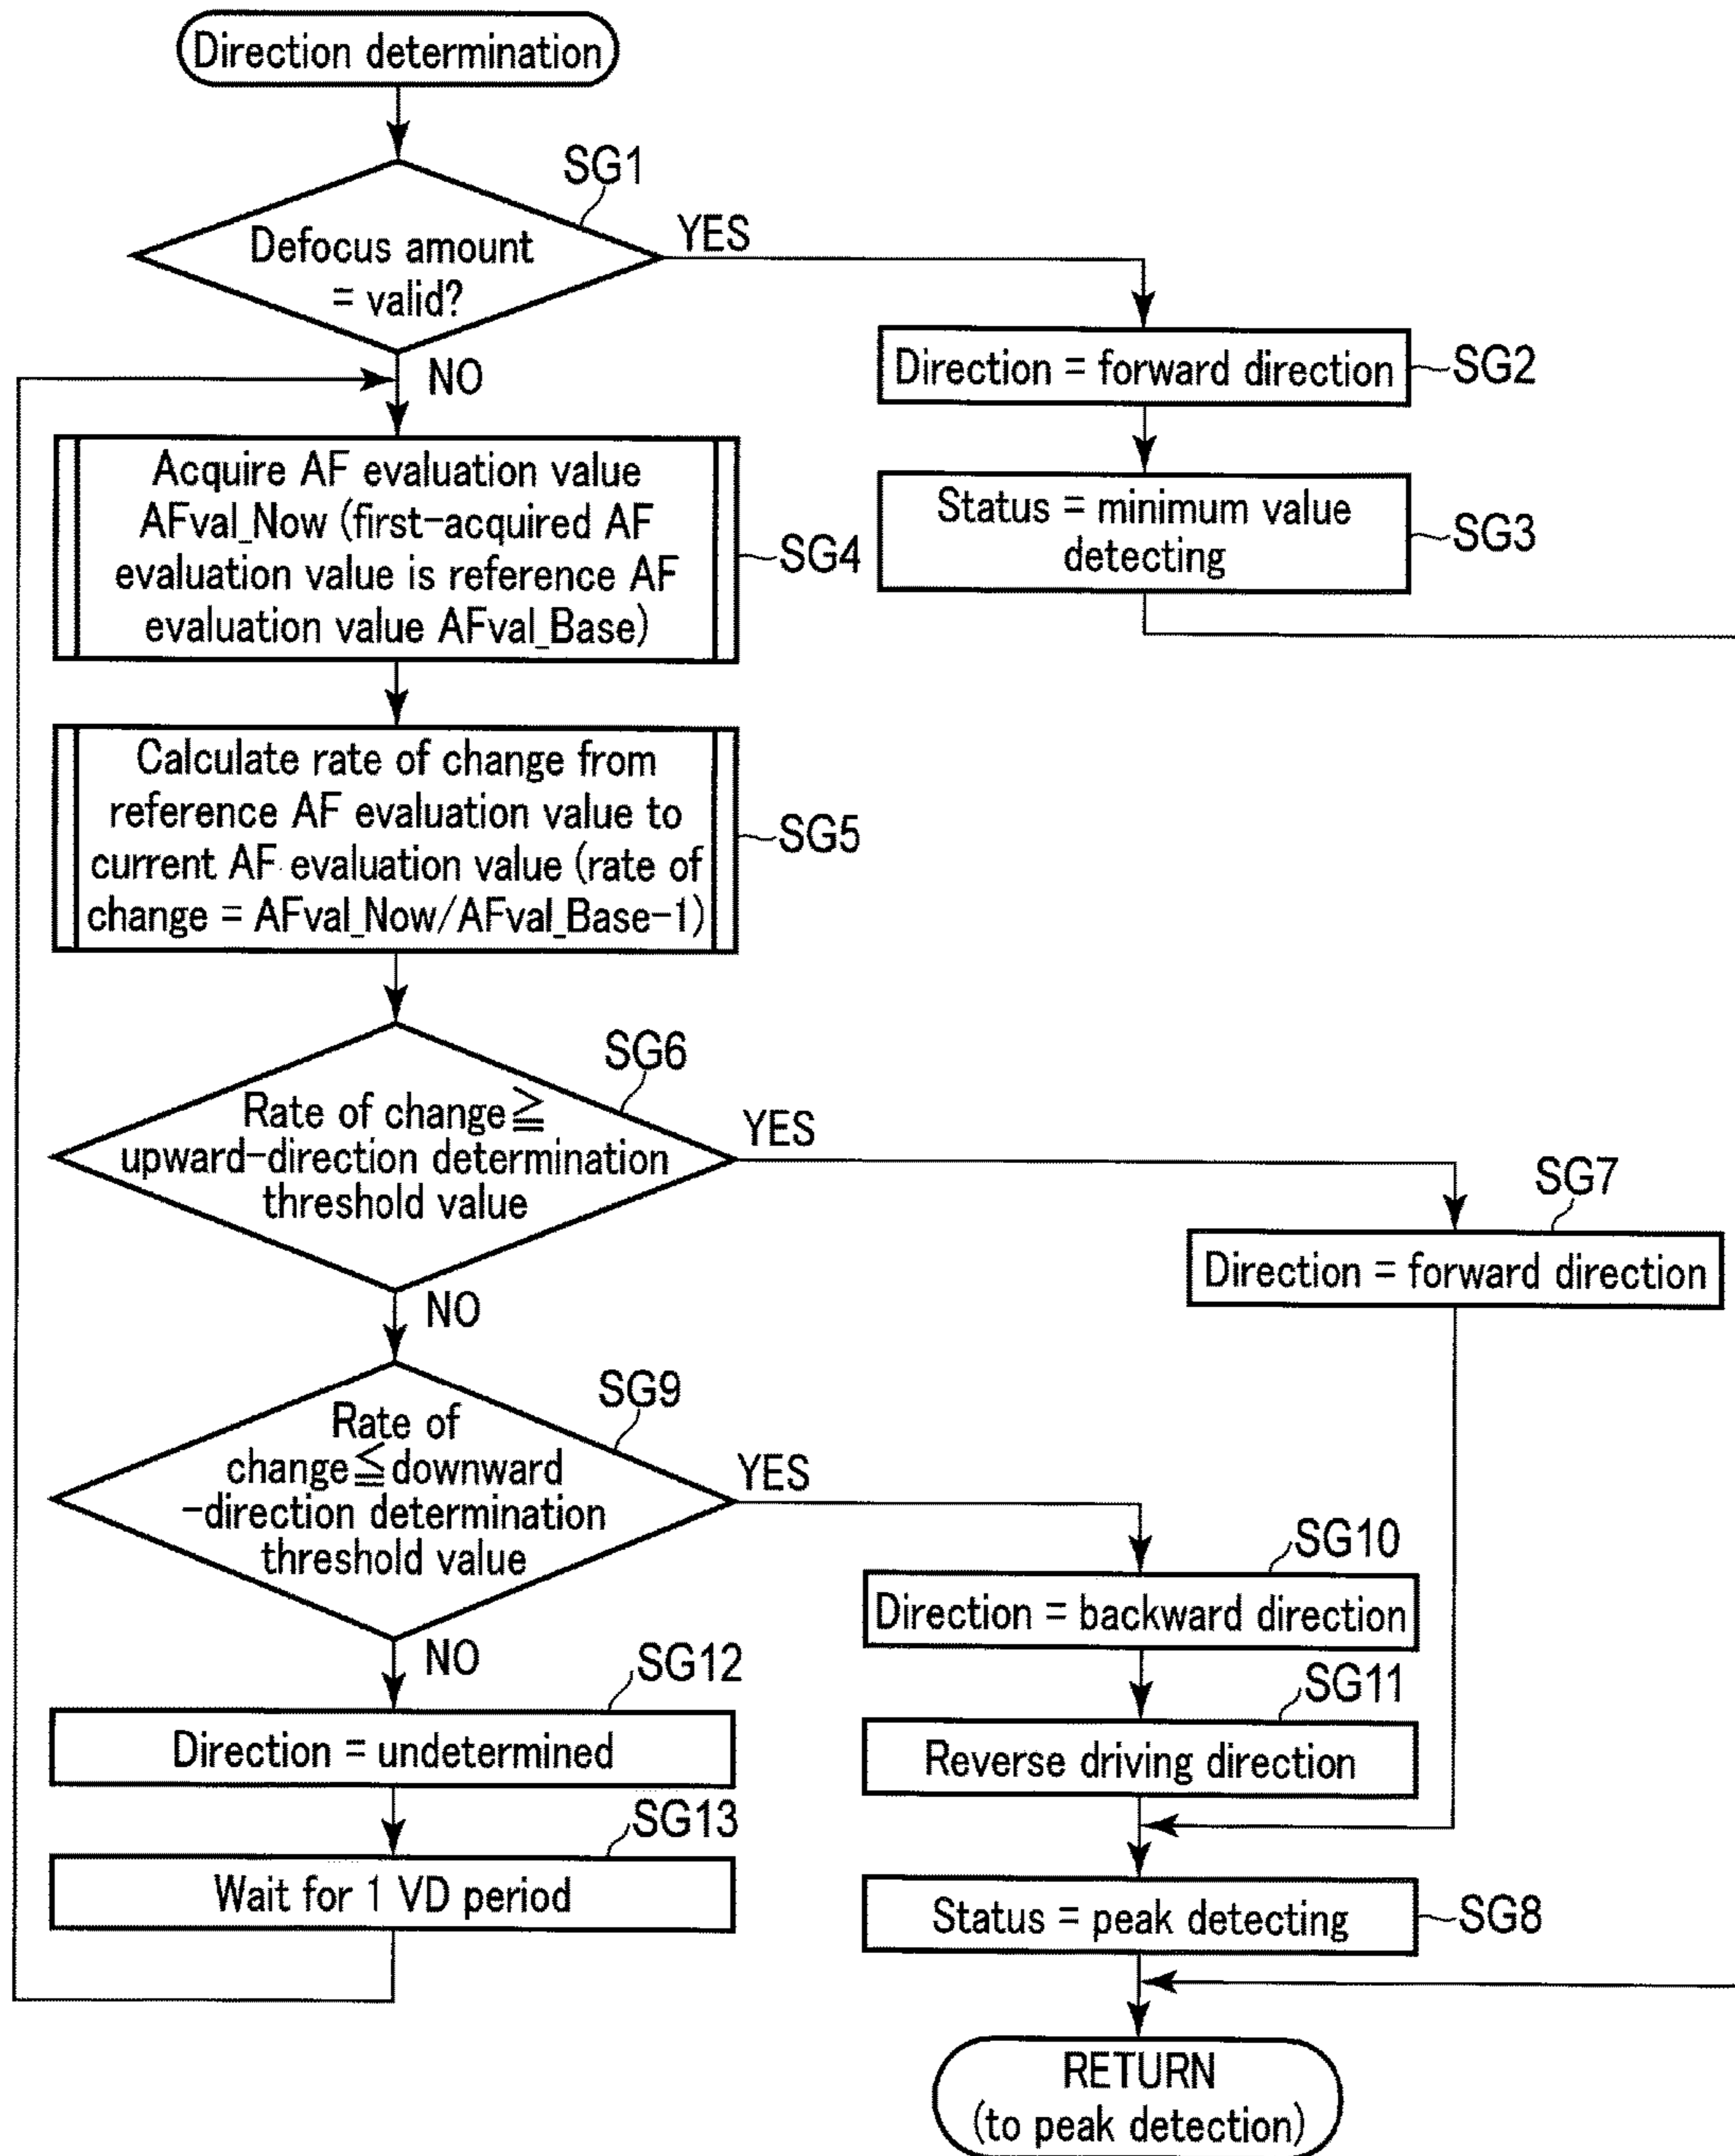 Direction determination
SG1
Defocus amount
= valid?
YES
NO
Direction = forward direction
SG2
Status = minimum value
detecting
SG3
Acquire AF evaluation value
AFval_Now (first-acquired AF
evaluation value is reference AF
evaluation value AFval_Base)
SG4
Calculate rate of change from
reference AF evaluation value to
current AF evaluation value (rate of
change = AFval_Now/AFval_Base-1)
SG5
SG6
Rate of change≧
upward-direction determination
threshold value
YES
NO
SG7
Direction = forward direction
SG9
Rate of
change≦downward
-direction determination
threshold value
YES
NO
SG10
Direction = backward direction
SG11
Reverse driving direction
SG12
Direction = undetermined
SG13
Wait for 1 VD period
Status = peak detecting
SG8
RETURN
(to peak detection)